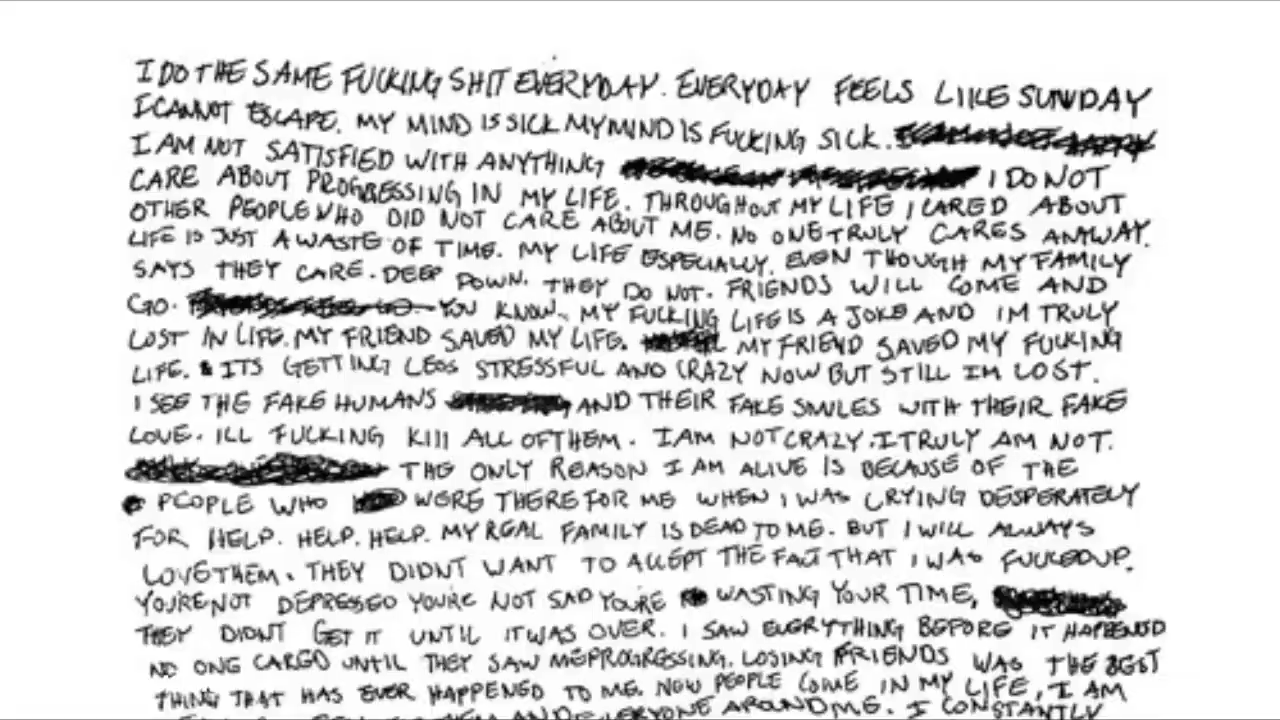 I DO THE SAME FUCKING SHIT EVERYDAY. EVERYDAY FEELS LIKE SUNDAY
I CANNOT ESCAPE. MY MIND IS SICK MY MIND IS FUCKING SICK. I
I AM NOT SATISFIED WITH ANYTHING I DO NOT
CARE ABOUT PROGRESSING IN MY LIFE. THROUGHOUT MY LIFE I CARED ABOUT
OTHER PEOPLE WHO DID NOT CARE ABOUT ME. NO ONE TRULY CARES ANYWAY.
LIFE IS JUST A WASTE OF TIME. MY LIFE ESPECIALLY. EVEN THOUGH MY FAMILY
SAYS THEY CARE. DEEP DOWN. THEY DO NOT. FRIENDS WILL COME AND
GO. YOU KNOW. MY FUCKING LIFE IS A JOKE AND IM TRULY
LOST IN LIFE. MY FRIEND SAVED MY LIFE. MY FRIEND SAVED MY FUCKING
LIFE. ITS GETTING LESS STRESSFUL AND CRAZY NOW BUT STILL IM LOST.
I SEE THE FAKE HUMANS AND THEIR FAKE SMILES WITH THEIR FAKE
LOVE. ILL FUCKING KILL ALL OF THEM. I AM NOT CRAZY. I TRULY AM NOT.
THE ONLY REASON I AM ALIVE IS BECAUSE OF THE
PEOPLE WHO WERE THERE FOR ME WHEN I WAS CRYING DESPERATELY
FOR HELP. HELP. HELP. MY REAL FAMILY IS DEAD TO ME. BUT I WILL ALWAYS
LOVE THEM. THEY DIDNT WANT TO ACCEPT THE FACT THAT I WAS FUCKED UP.
YOU'RE NOT DEPRESSED YOU'RE NOT SAD YOU'RE WASTING YOUR TIME,
THEY DIDNT GET IT UNTIL IT WAS OVER. I SAW EVERYTHING BEFORE IT HAPPENED
NO ONE CARED UNTIL THEY SAW ME PROGRESSING. LOSING FRIENDS WAS THE BEST
THING THAT HAS EVER HAPPENED TO ME. NOW PEOPLE COME IN MY LIFE, I AM
THEM AND EVERYONE AROUND ME. I CONSTANTLY